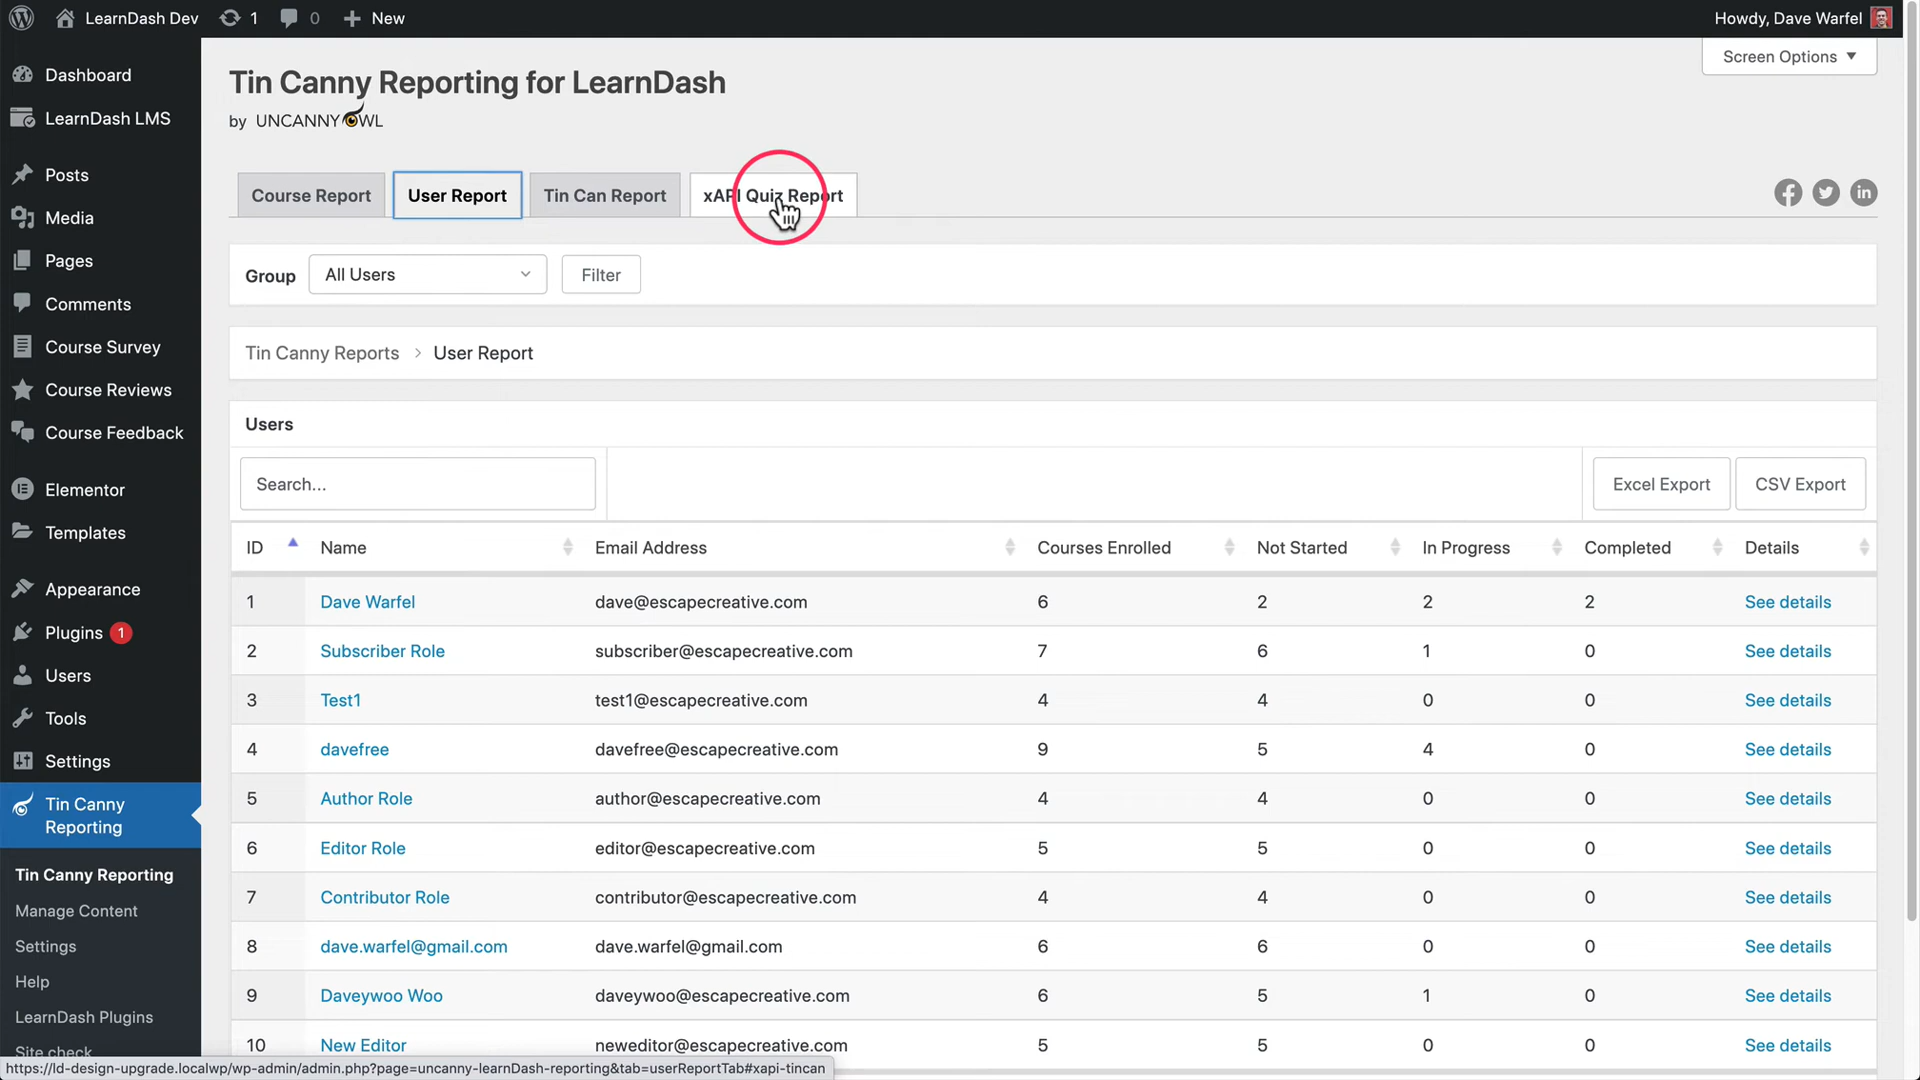 LearnDash Dev
1
0
New
Howdy, Dave Warfel
Screen Options
Dashboard
LearnDash LMS
Posts
Media
Pages
Comments
Course Survey
Course Reviews
Course Feedback
Elementor
Templates
Appearance
Plugins 1
Users
Tools
Settings
Tin Canny
Reporting
Tin Canny Reporting
Manage Content
Settings
Help
LearnDash Plugins
Site check
Tin Canny Reporting for LearnDash
by UNCANNY OWL
Course Report
User Report
Tin Can Report
xAPI Quiz Report
Group
All Users
Filter
Tin Canny Reports > User Report
Users
Search...
Excel Export
CSV Export
ID Name Email Address Courses Enrolled Not Started In Progress Completed Details
1 Dave Warfel dave@escapecreative.com 6 2 2 2 See details
2 Subscriber Role subscriber@escapecreative.com 7 6 1 0 See details
3 Test1 test1@escapecreative.com 4 4 0 0 See details
4 davefree davefree@escapecreative.com 9 5 4 0 See details
5 Author Role author@escapecreative.com 4 4 0 0 See details
6 Editor Role editor@escapecreative.com 5 5 0 0 See details
7 Contributor Role contributor@escapecreative.com 4 4 0 0 See details
8 dave.warfel@gmail.com dave.warfel@gmail.com 6 6 0 0 See details
9 Daveywoo Woo daveywoo@escapecreative.com 6 5 1 0 See details
10 New Editor neweditor@escapecreative.com 5 5 0 0 See details
https://ld-design-upgrade.localwp/wp-admin/admin.php?page=uncanny-learnDash-reporting&tab=userReportTab#xapi-tincan